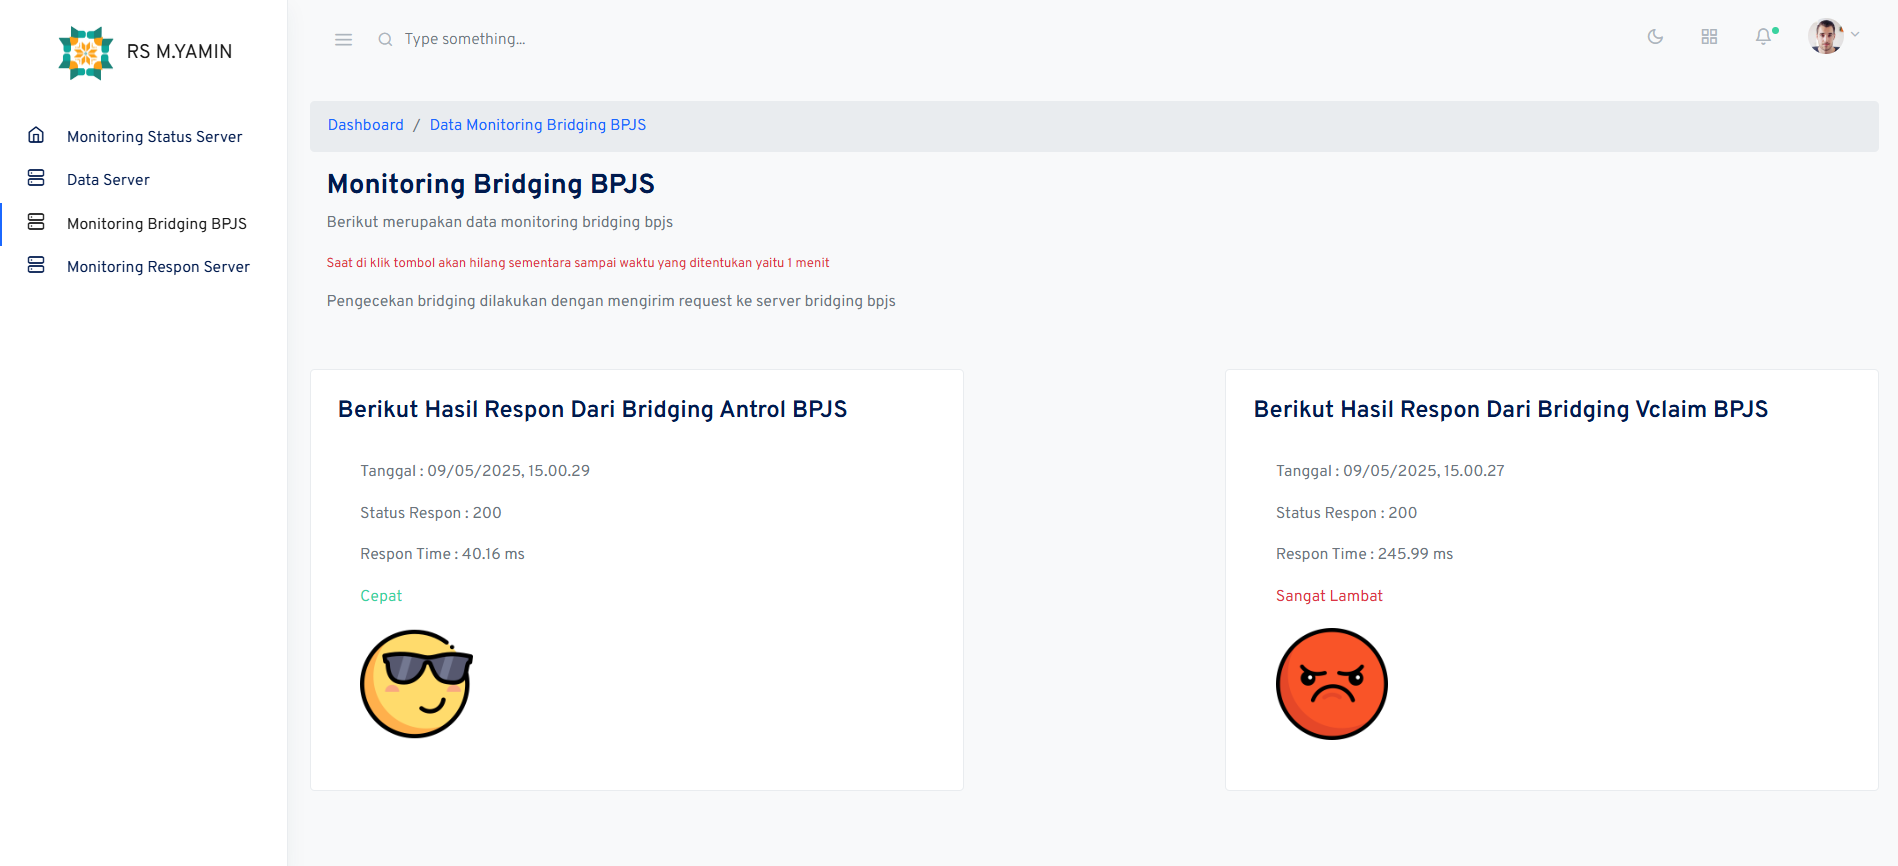 RS M.YAMIN
Type something...
Monitoring Status Server
Data Server
Monitoring Bridging BPJS
Monitoring Respon Server
Dashboard / Data Monitoring Bridging BPJS
Monitoring Bridging BPJS
Berikut merupakan data monitoring bridging bpjs
Saat di klik tombol akan hilang sementara sampai waktu yang ditentukan yaitu 1 menit
Pengecekan bridging dilakukan dengan mengirim request ke server bridging bpjs
Berikut Hasil Respon Dari Bridging Antrol BPJS
Tanggal : 09/05/2025, 15.00.29
Status Respon : 200
Respon Time : 40.16 ms
Cepat
Berikut Hasil Respon Dari Bridging Vclaim BPJS
Tanggal : 09/05/2025, 15.00.27
Status Respon : 200
Respon Time : 245.99 ms
Sangat Lambat